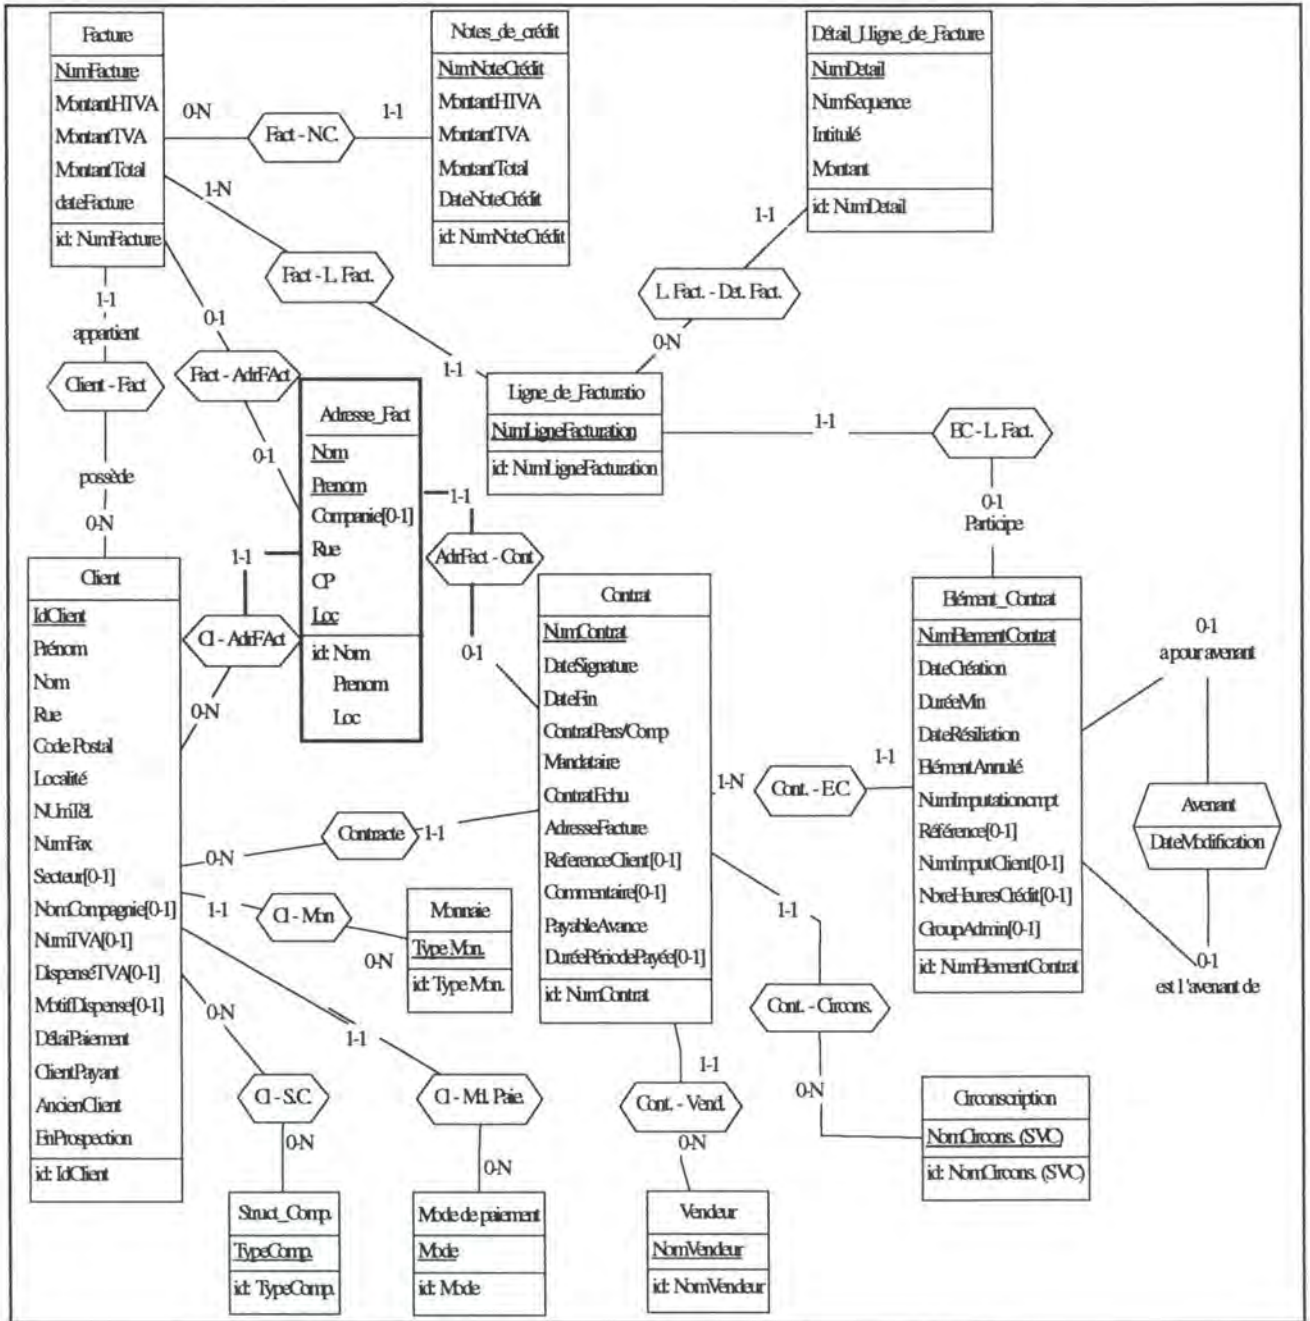 Facture
NumFacture
MontantHTVA
MontantTVA
MontantTotal
dateFacture
id: NumFacture
0-N
Fact - N.C.
1-1
Notes_de_crédit
NumNoteCrédit
MontantHTVA
MontantTVA
MontantTotal
DateNoteCrédit
id: NumNoteCrédit
Détail_Lligne_de_Facture
NumDetail
NumSequence
Intitulé
Montant
id: NumDetail
1-N
Fact - L. Fact.
1-1
1-1
L. Fact. - Det. Fact.
0-N
1-1
appartient
Client - Fact
possède
0-N
0-1
Fact - AdrFAct
0-1
Adresse_Fact
Nom
Prenom
Companie[0-1]
Rue
CP
Loc
id: Nom
Prenom
Loc
Ligne_de_Facturatio
NumLigneFacturation
id: NumLigneFacturation
1-1
EC - L. Fact.
0-1
Participe
1-1
AdrFact - Cont
0-1
1-1
Cl - AdrFAct
0-N
Client
IdClient
Prénom
Nom
Rue
Code Postal
Localité
NUmTél.
NumFax
Secteur[0-1]
NomCompagnie[0-1]
NumTVA[0-1]
DispenséTVA[0-1]
MotifDispense[0-1]
DélaiPaiement
ClientPayant
AncienClient
EnProspection
id: IdClient
Contrat
NumContrat
DateSignature
DateFin
ContratPers/Comp
Mandataire
ContratEchu
AdresseFacture
ReferenceClient[0-1]
Commentaire[0-1]
PayableAvance
DuréePériodePayée[0-1]
id: NumContrat
Elément_Contrat
NumElementContrat
DateCréation
DuréeMin
DateRésiliation
ElémentAnnulé
NumImputationcmpt
Référence[0-1]
NumImputClient[0-1]
NbreHeuresCrédit[0-1]
GroupAdmin[0-1]
id: NumElementContrat
0-1
a pour avenant
Avenant
DateModification
0-1
est l 'avenant de
1-N
Cont. - E.C.
1-1
0-N
Contracte
1-1
1-1
Cl - Mon
0-N
Monnaie
Type Mon.
id: Type Mon.
1-1
Cont. - Circons.
0-N
Circonscription
NomCircons. (SVC)
id: NomCircons. (SVC)
0-N
Cl - S.C.
0-N
Struct_Comp.
TypeComp.
id: TypeComp.
1-1
Cl - Md. Paie.
0-N
Mode de paiement
Mode
id: Mode
1-1
Cont. - Vend.
0-N
Vendeur
NomVendeur
id: NomVendeur